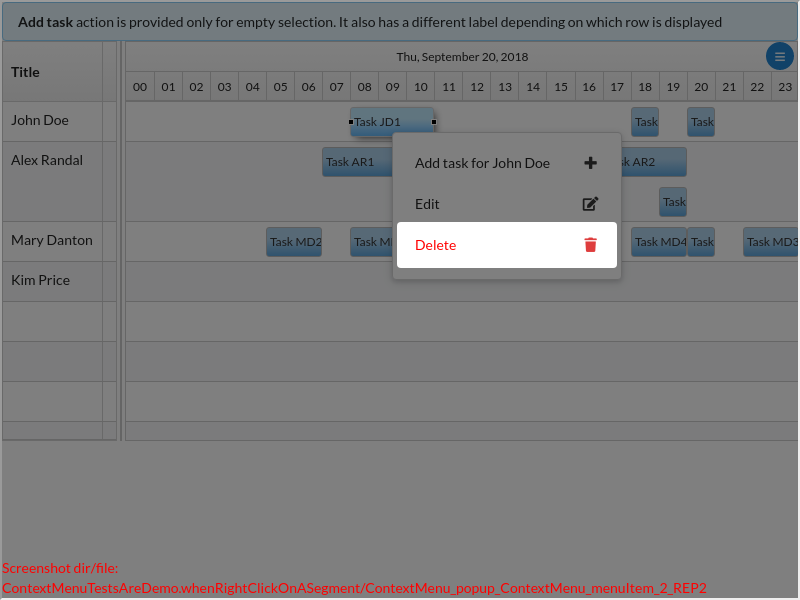 Add task action is provided only for empty selection. It also has a different label depending on which row is displayed
Title
Thu, September 20, 2018
00 01 02 03 04 05 06 07 08 09 10 11 12 13 14 15 16 17 18 19 20 21 22 23
John Doe
Task JD1
Task
Task
Alex Randal
Task AR1
AR2
Task
Add task for John Doe
Edit
Delete
Mary Danton
Task MD2
Task
Task MD4
Task
Task MD3
Kim Price
Screenshot dir/file:
ContextMenuTestsAreDemo.whenRightClickOnASegment/ContextMenu_popup_ContextMenu_menuItem_2_REP2